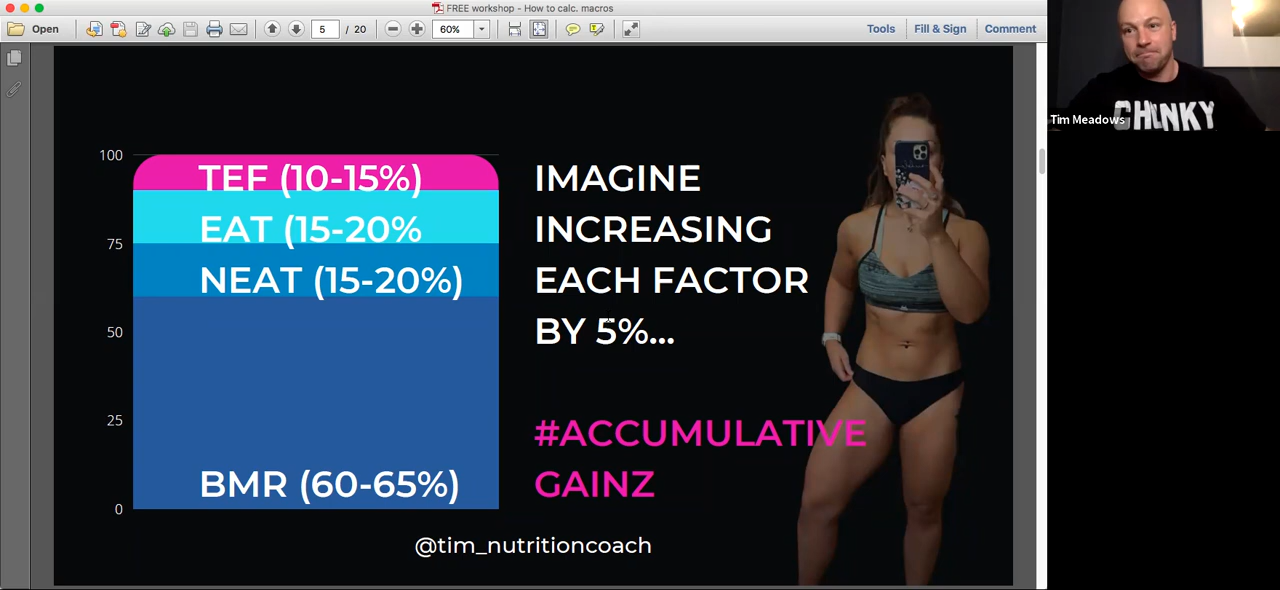 FREE workshop - How to calc. macros
Open
5 / 20
60%
Tools
Fill & Sign
Comment
CHUNKY
Tim Meadows
100
75
50
25
0
TEF (10-15%)
EAT (15-20%
NEAT (15-20%)
BMR (60-65%)
IMAGINE
INCREASING
EACH FACTOR
BY 5%...
#ACCUMULATIVE
GAINZ
@tim_nutritioncoach